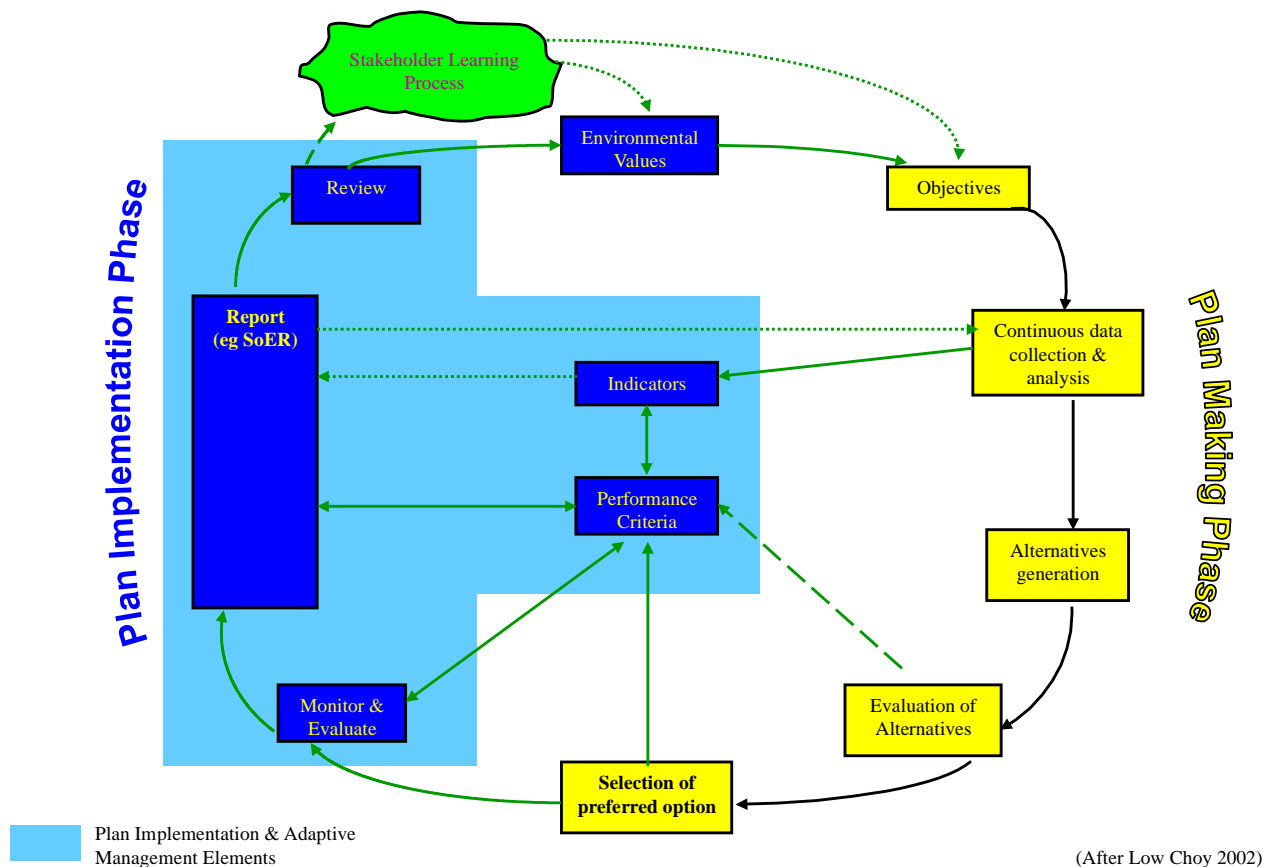 Stakeholder Learning
Process
Environmental
Values
Review
Objectives
Plan Implementation Phase
Report
(eg SoER)
Continuous data
collection &
analysis
Indicators
Plan Making Phase
Performance
Criteria
Alternatives
generation
Monitor &
Evaluate
Evaluation of
Alternatives
Selection of
preferred option
Plan Implementation & Adaptive
Management Elements
(After Low Choy 2002)